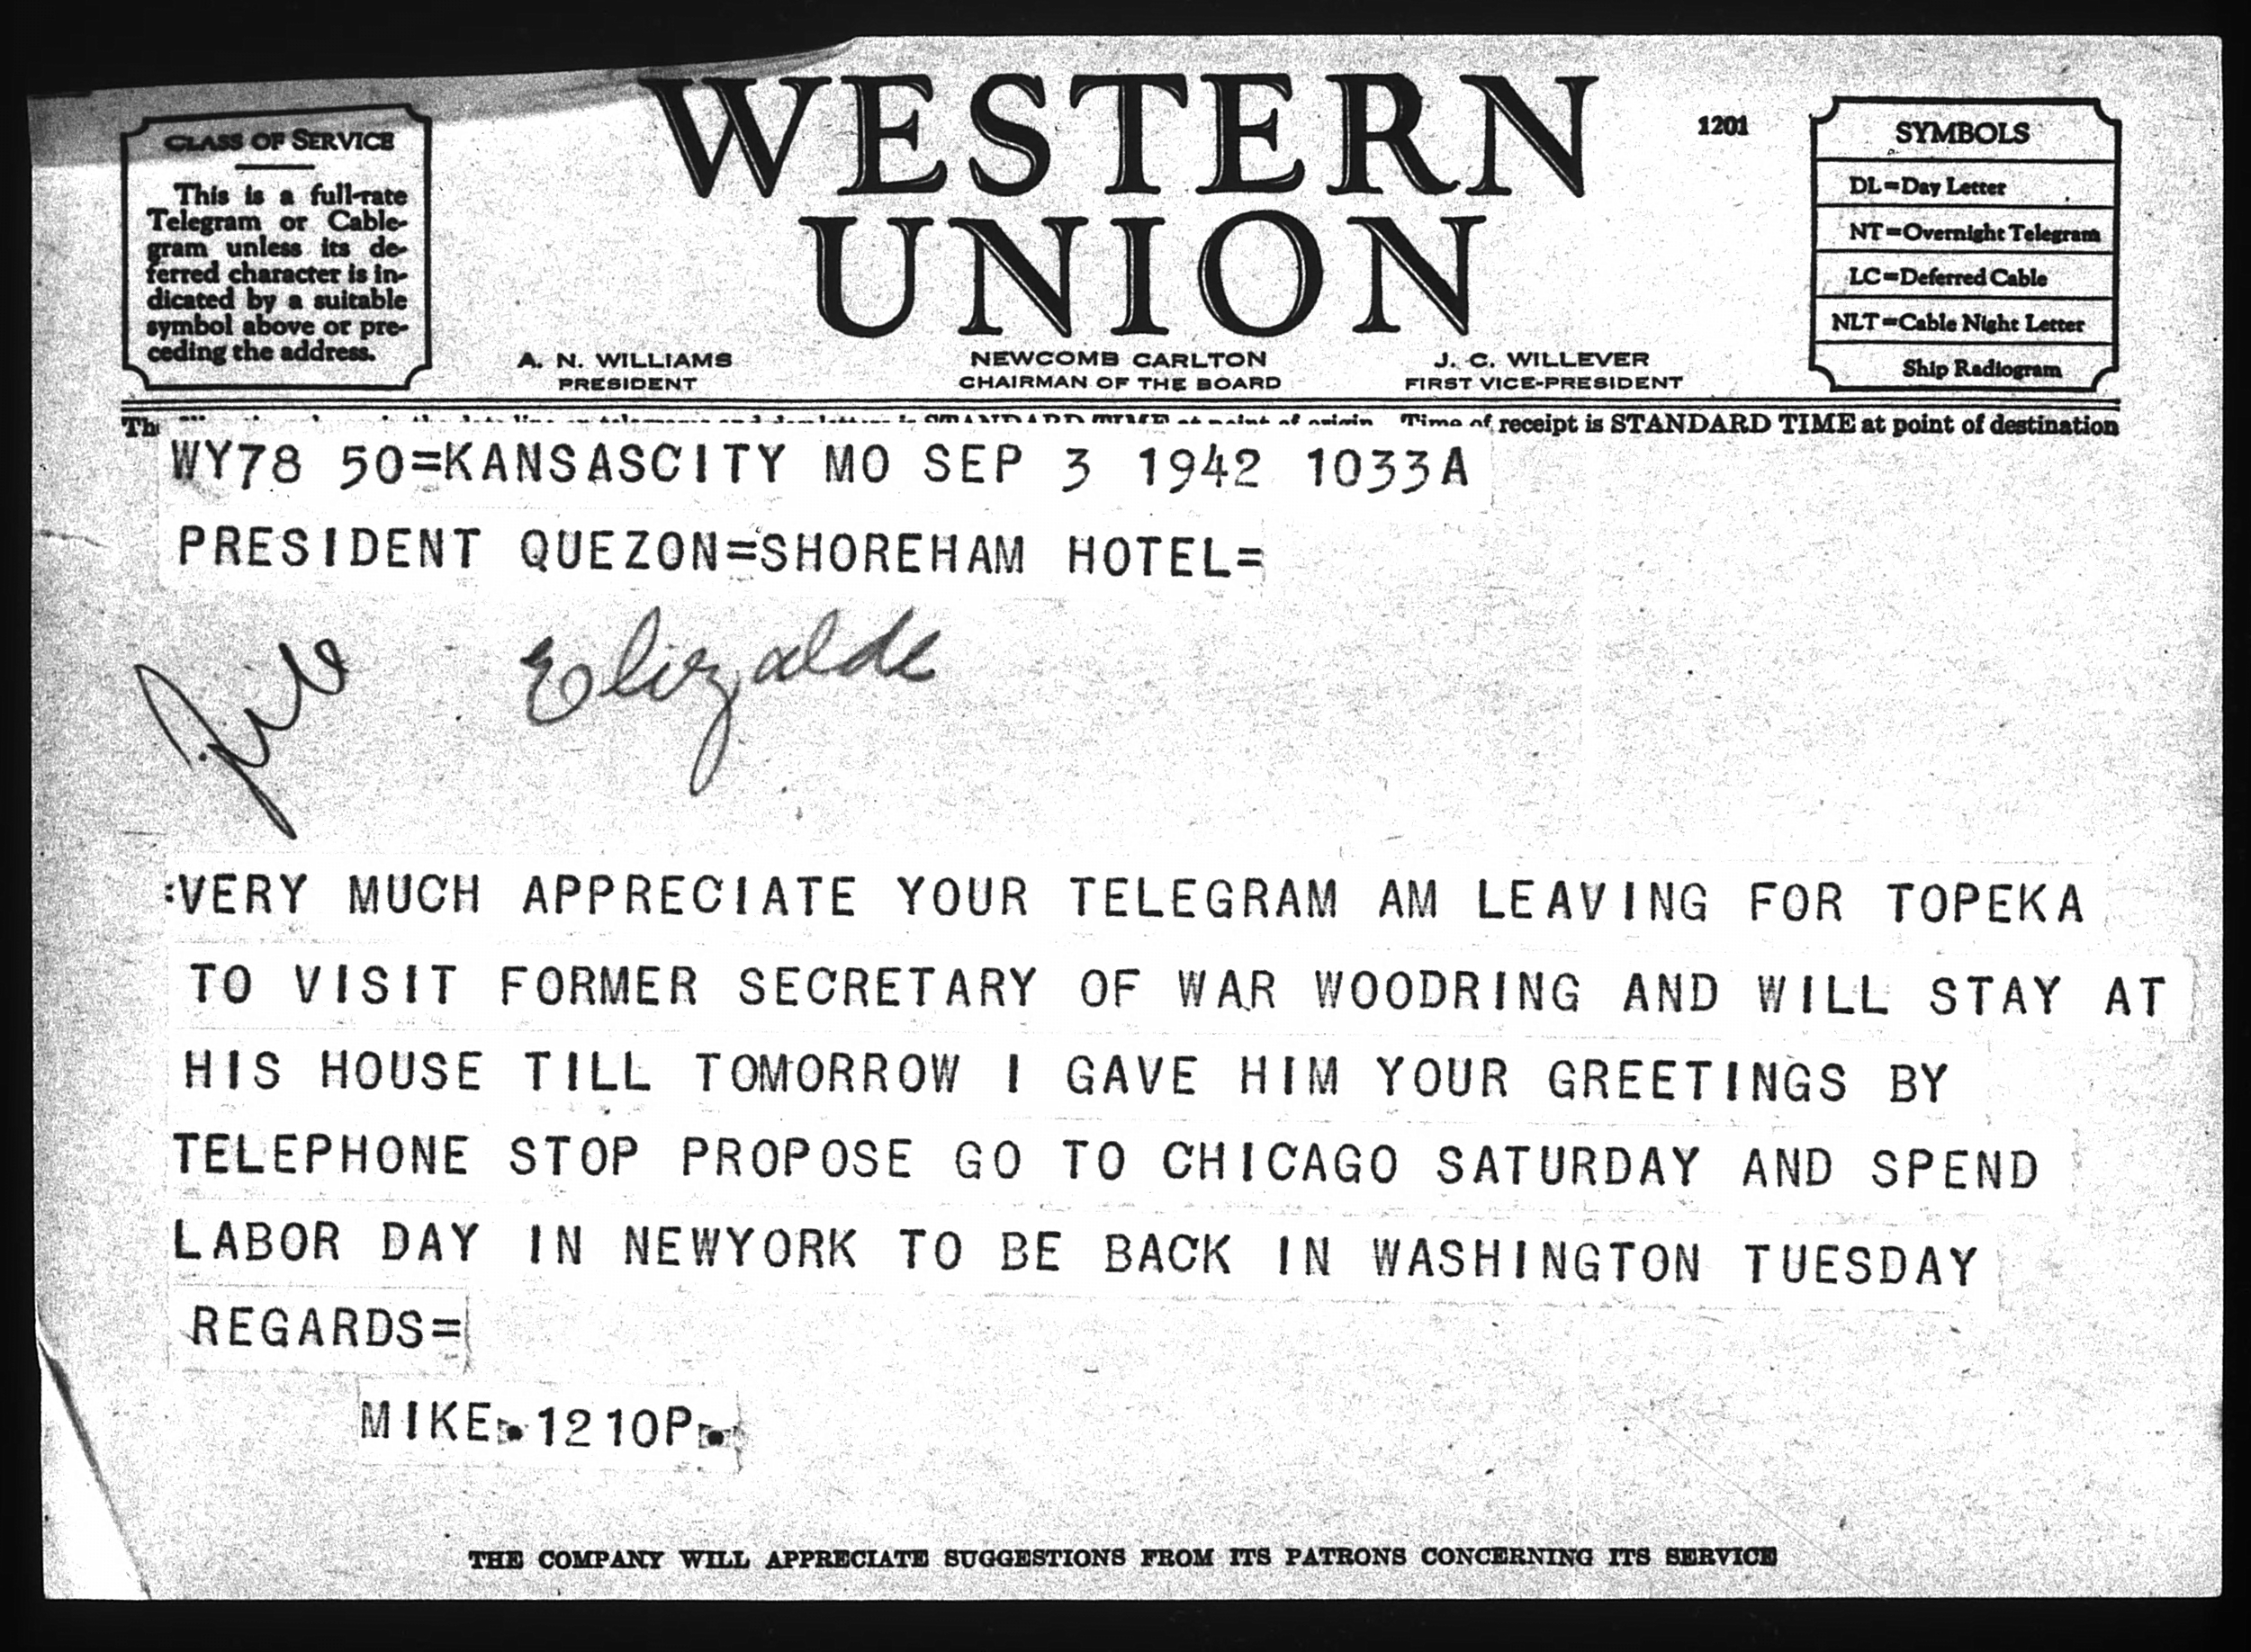 WESTERN
UNION
1201
CLASS OF SERVICE
This is a full-rate
Telegram or Cable-
gram unless its de-
ferred character is in-
dicated by a suitable
symbol above or pre-
ceding the address.
SYMBOLS
DL=Day Letter
NT=Overnight Telegram
LC=Deferred Cable
NLT=Cable Night Letter
Ship Radiogram
A. N. WILLIAMS
PRESIDENT
NEWCOMB CARLTON
CHAIRMAN OF THE BOARD
J. C. WILLEVER
FIRST VICE-PRESIDENT
STANDARD TIME at point of origin. Time of receipt is STANDARD TIME at point of destination
WY78 50=KANSASCITY MO SEP 3 1942 1033A
PRESIDENT QUEZON=SHOREHAM HOTEL=
file
Elizalde
:VERY MUCH APPRECIATE YOUR TELEGRAM AM LEAVING FOR TOPEKA
TO VISIT FORMER SECRETARY OF WAR WOODRING AND WILL STAY AT
HIS HOUSE TILL TOMORROW I GAVE HIM YOUR GREETINGS BY
TELEPHONE STOP PROPOSE GO TO CHICAGO SATURDAY AND SPEND
LABOR DAY IN NEWYORK TO BE BACK IN WASHINGTON TUESDAY
REGARDS=
MIKE. 1210P.
THE COMPANY WILL APPRECIATE SUGGESTIONS FROM ITS PATRONS CONCERNING ITS SERVICE